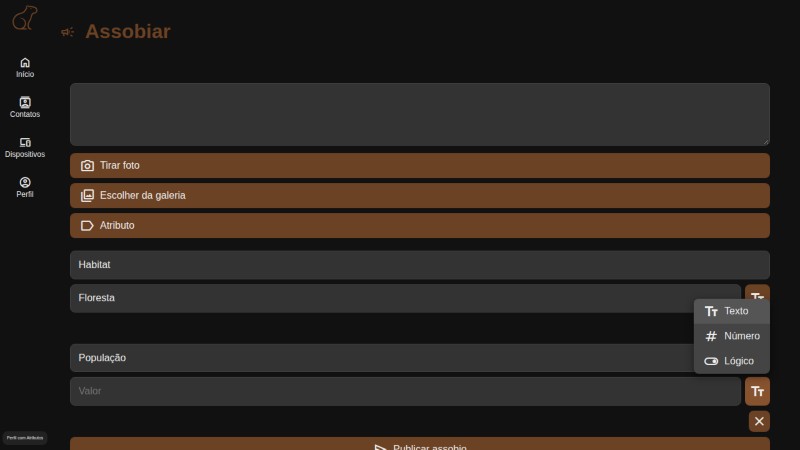 Assobiar
Início
Contatos
Dispositivos
Perfil
Tirar foto
Escolher da galeria
Atributo
Habitat
Floresta
Texto
Número
Lógico
População
Valor
Perfil com Atributos
Publicar assobio